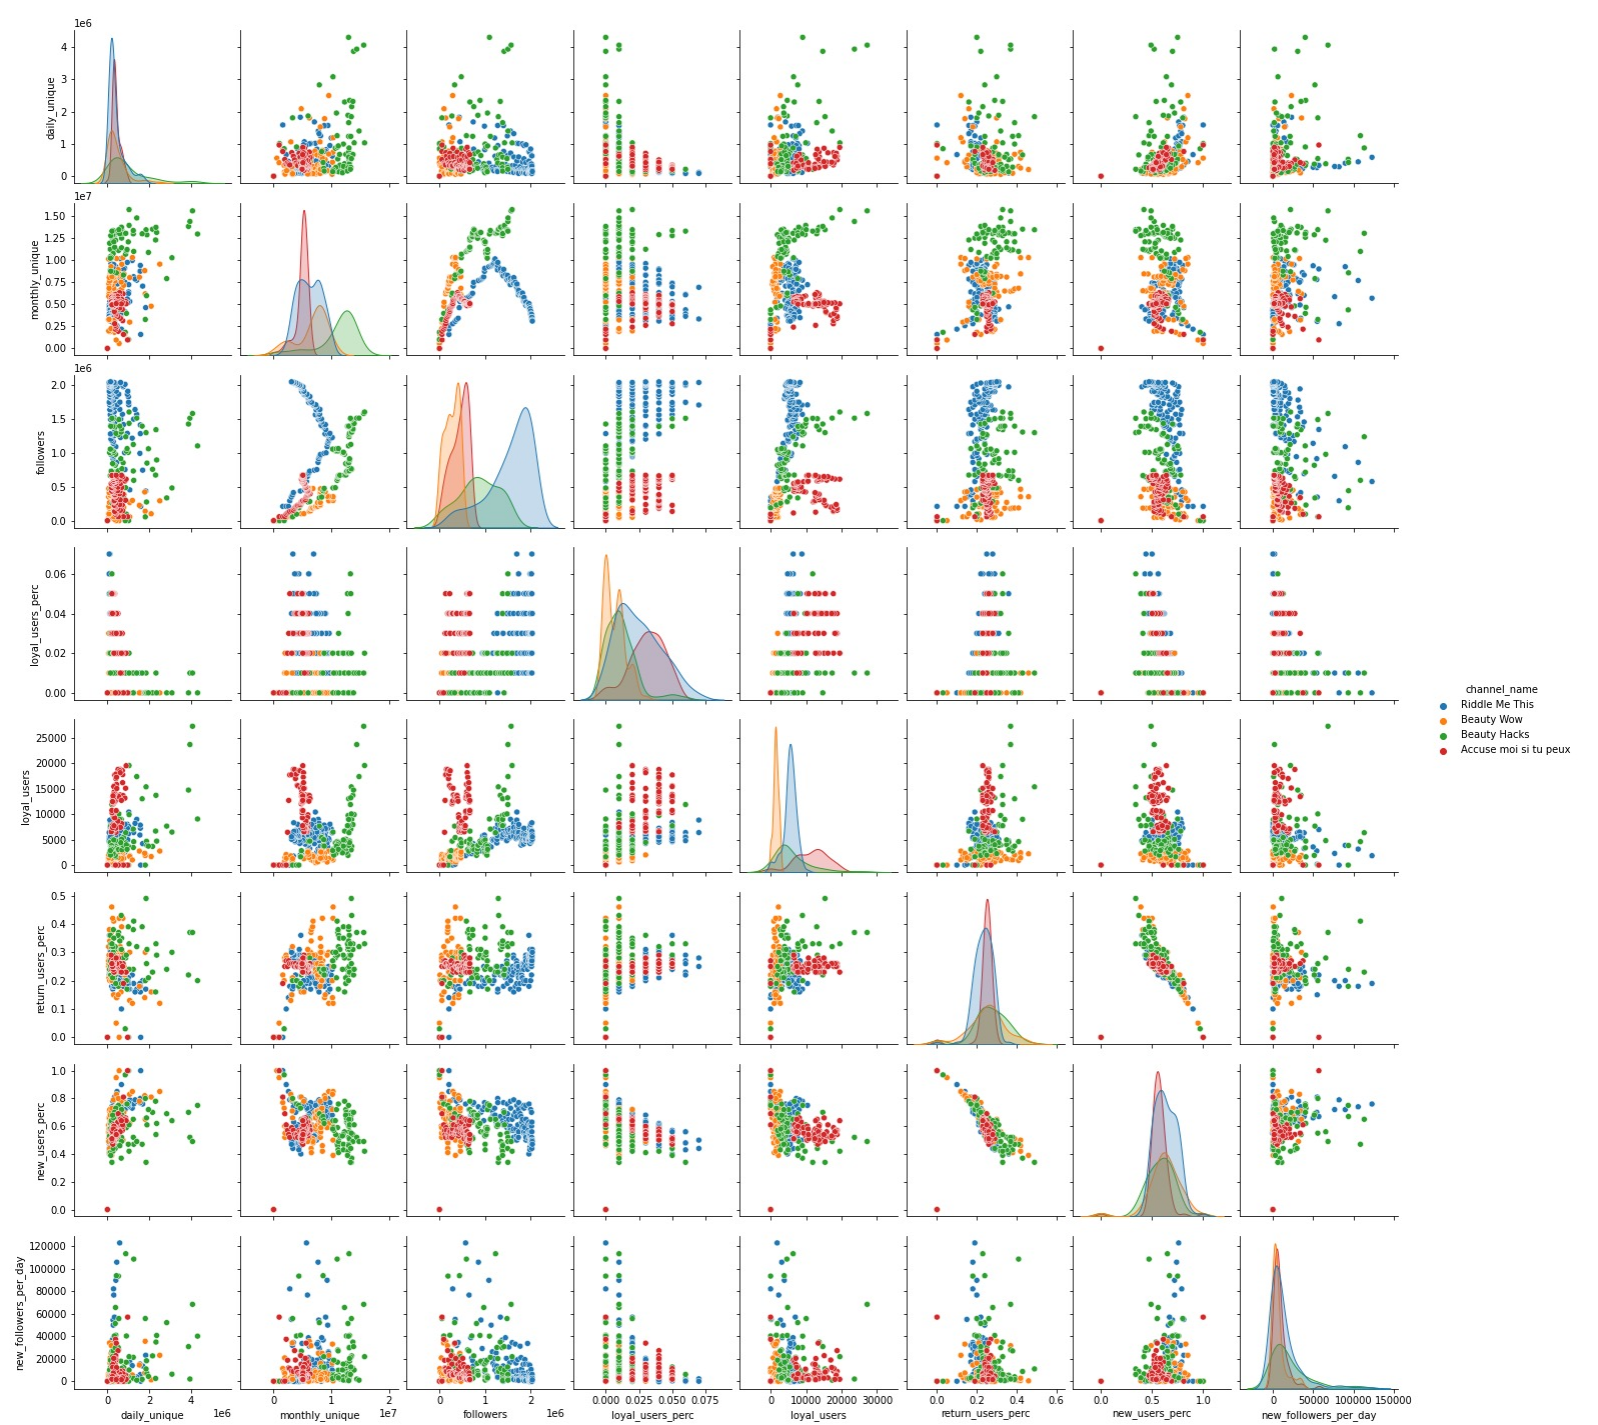 1e6
4
3
2
1
0
daily_unique
1e7
1.50
1.25
1.00
0.75
0.50
0.25
0.00
monthly_unique
1e6
2.0
1.5
1.0
0.5
0.0
followers
0.06
0.04
0.02
0.00
loyal_users_perc
channel_name
Riddle Me This
Beauty Wow
Beauty Hacks
Accuse moi si tu peux
25000
20000
15000
10000
5000
0
loyal_users
0.5
0.4
0.3
0.2
0.1
0.0
return_users_perc
1.0
0.8
0.6
0.4
0.2
0.0
new_users_perc
120000
100000
80000
60000
40000
20000
0
new_followers_per_day
0 2 4
1e6
daily_unique
0 1 2
1e7
monthly_unique
0 1 2
1e6
followers
0.000 0.025 0.050 0.075
loyal_users_perc
0 10000 20000 30000
loyal_users
0.0 0.2 0.4 0.6
return_users_perc
0.0 0.5 1.0
new_users_perc
0 50000 100000 150000
new_followers_per_day